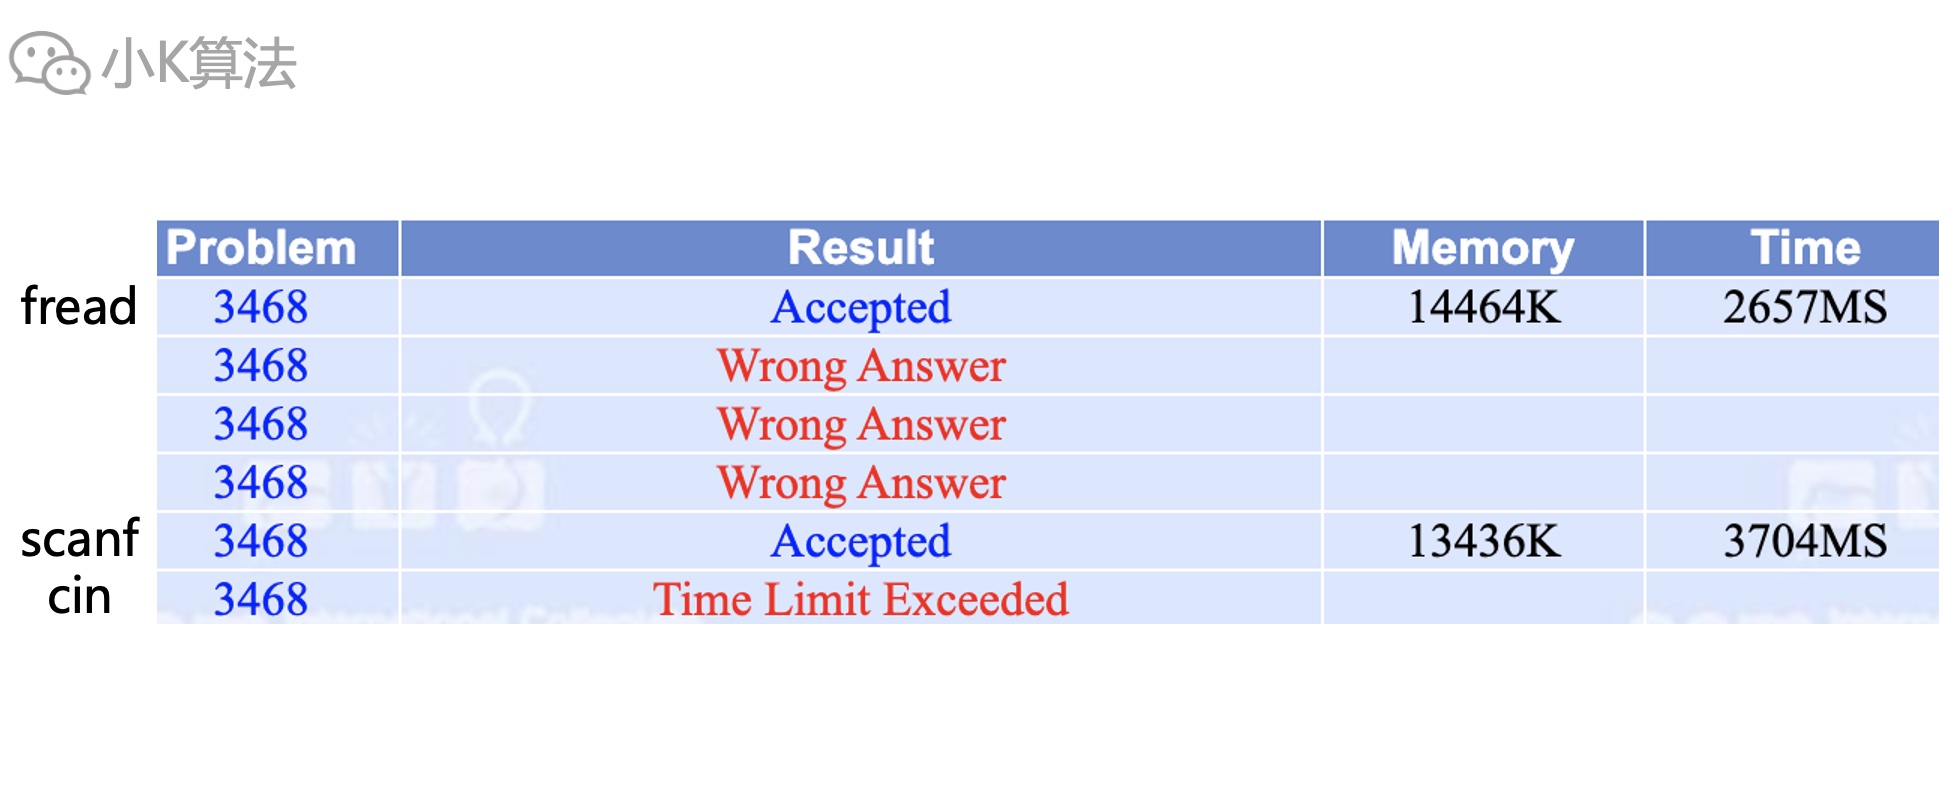 小K算法
Problem Result Memory Time
fread 3468 Accepted 14464K 2657MS
3468 Wrong Answer
3468 Wrong Answer
3468 Wrong Answer
scanf 3468 Accepted 13436K 3704MS
cin 3468 Time Limit Exceeded